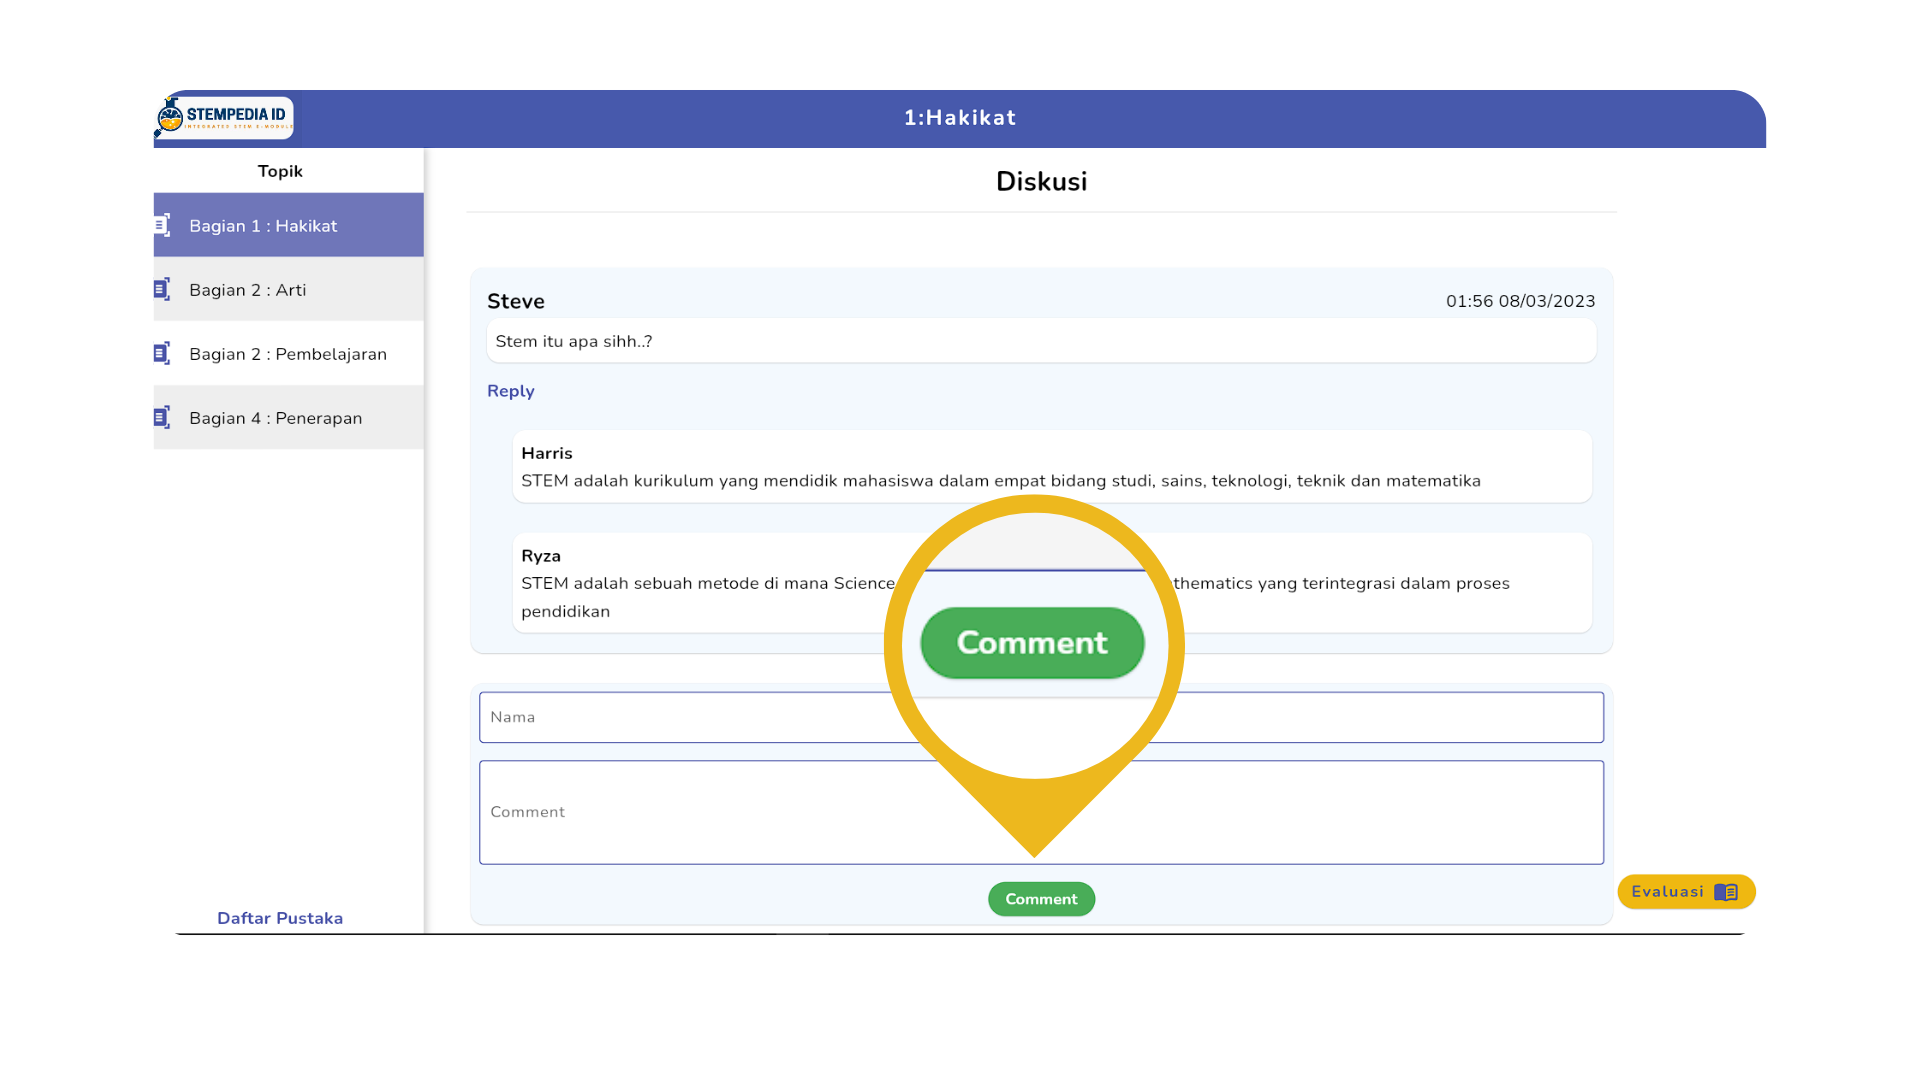 STEMPEDIA ID
INTEGRATED STEM E-MODULE
1:Hakikat
Topik
Bagian 1 : Hakikat
Bagian 2 : Arti
Bagian 2 : Pembelajaran
Bagian 4 : Penerapan
Daftar Pustaka
Diskusi
Steve
01:56 08/03/2023
Stem itu apa sihh..?
Reply
Harris
STEM adalah kurikulum yang mendidik mahasiswa dalam empat bidang studi, sains, teknologi, teknik dan matematika
Ryza
STEM adalah sebuah metode di mana Science yang terintegrasi dalam proses
pendidikan
Comment
Nama
Comment
Comment
Evaluasi